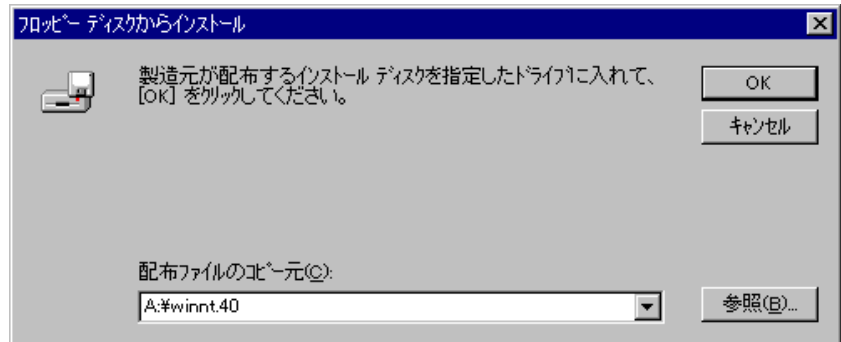 フロッピー ディスクからインストール
製造元が配布するインストール ディスクを指定したドライブに入れて、
[OK] をクリックしてください。
OK
キャンセル
配布ファイルのコピー元(C):
A:¥winnt.40
参照(B)...